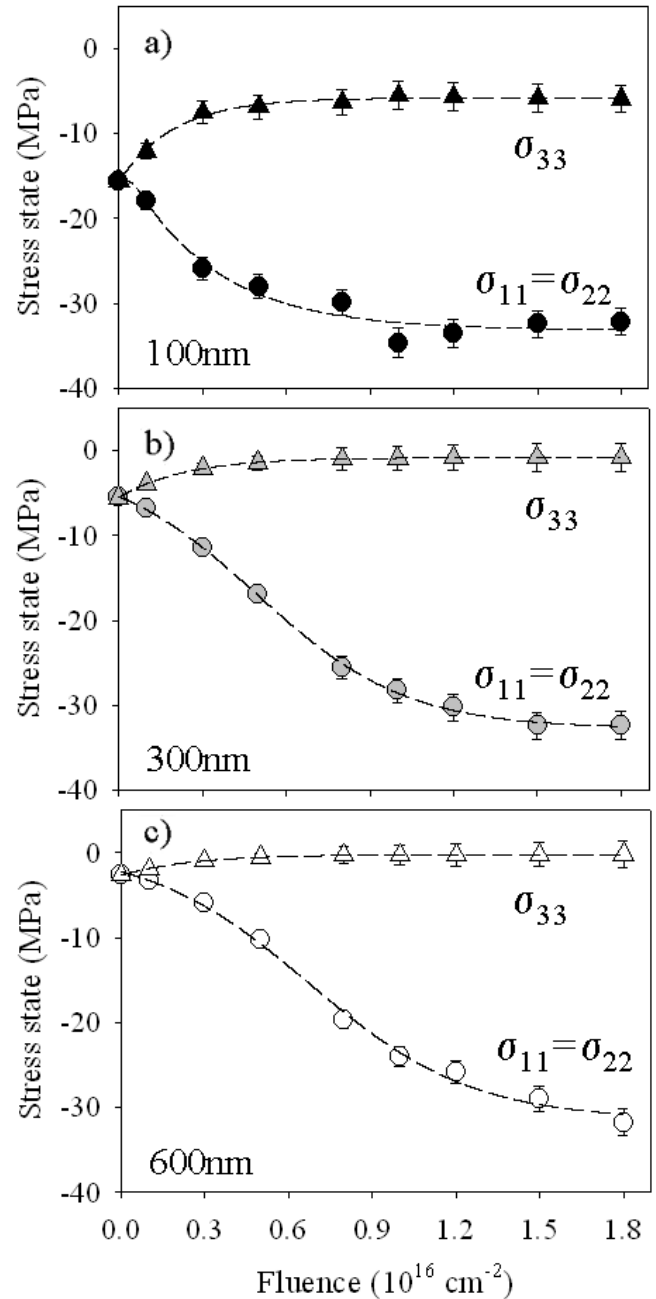 a)
0
-10
-20
-30
-40
Stress state (MPa)
σ33
σ11=σ22
100nm
b)
0
-10
-20
-30
-40
Stress state (MPa)
σ33
σ11=σ22
300nm
c)
0
-10
-20
-30
-40
Stress state (MPa)
σ33
σ11=σ22
600nm
0.0 0.3 0.6 0.9 1.2 1.5 1.8
Fluence (10^16 cm^-2)